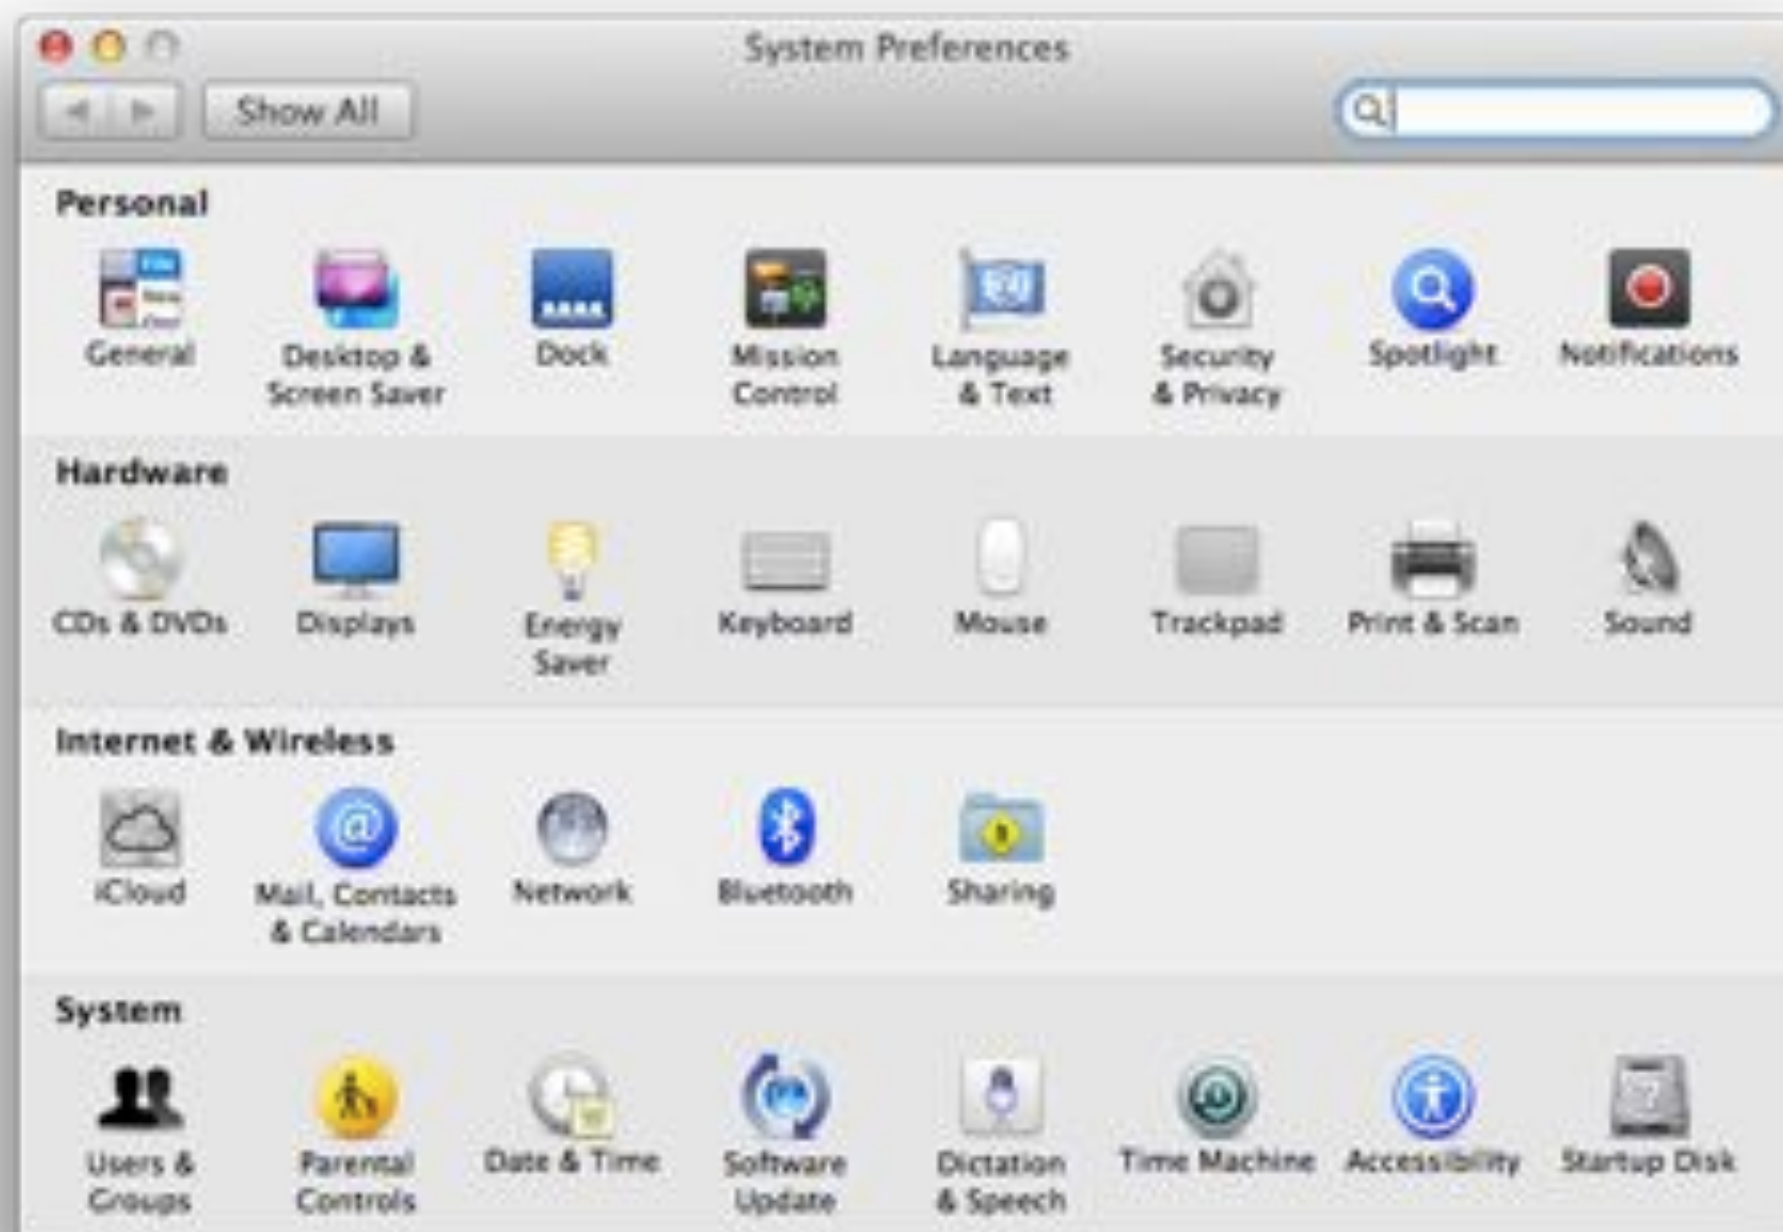 System Preferences
Show All
Personal
General
Desktop &
Screen Saver
Dock
Mission
Control
Language
& Text
Security
& Privacy
Spotlight
Notifications
Hardware
CDs & DVDs
Displays
Energy
Saver
Keyboard
Mouse
Trackpad
Print & Scan
Sound
Internet & Wireless
iCloud
Mail, Contacts
& Calendars
Network
Bluetooth
Sharing
System
Users &
Groups
Parental
Controls
Date & Time
Software
Update
Dictation
& Speech
Time Machine
Accessibility
Startup Disk